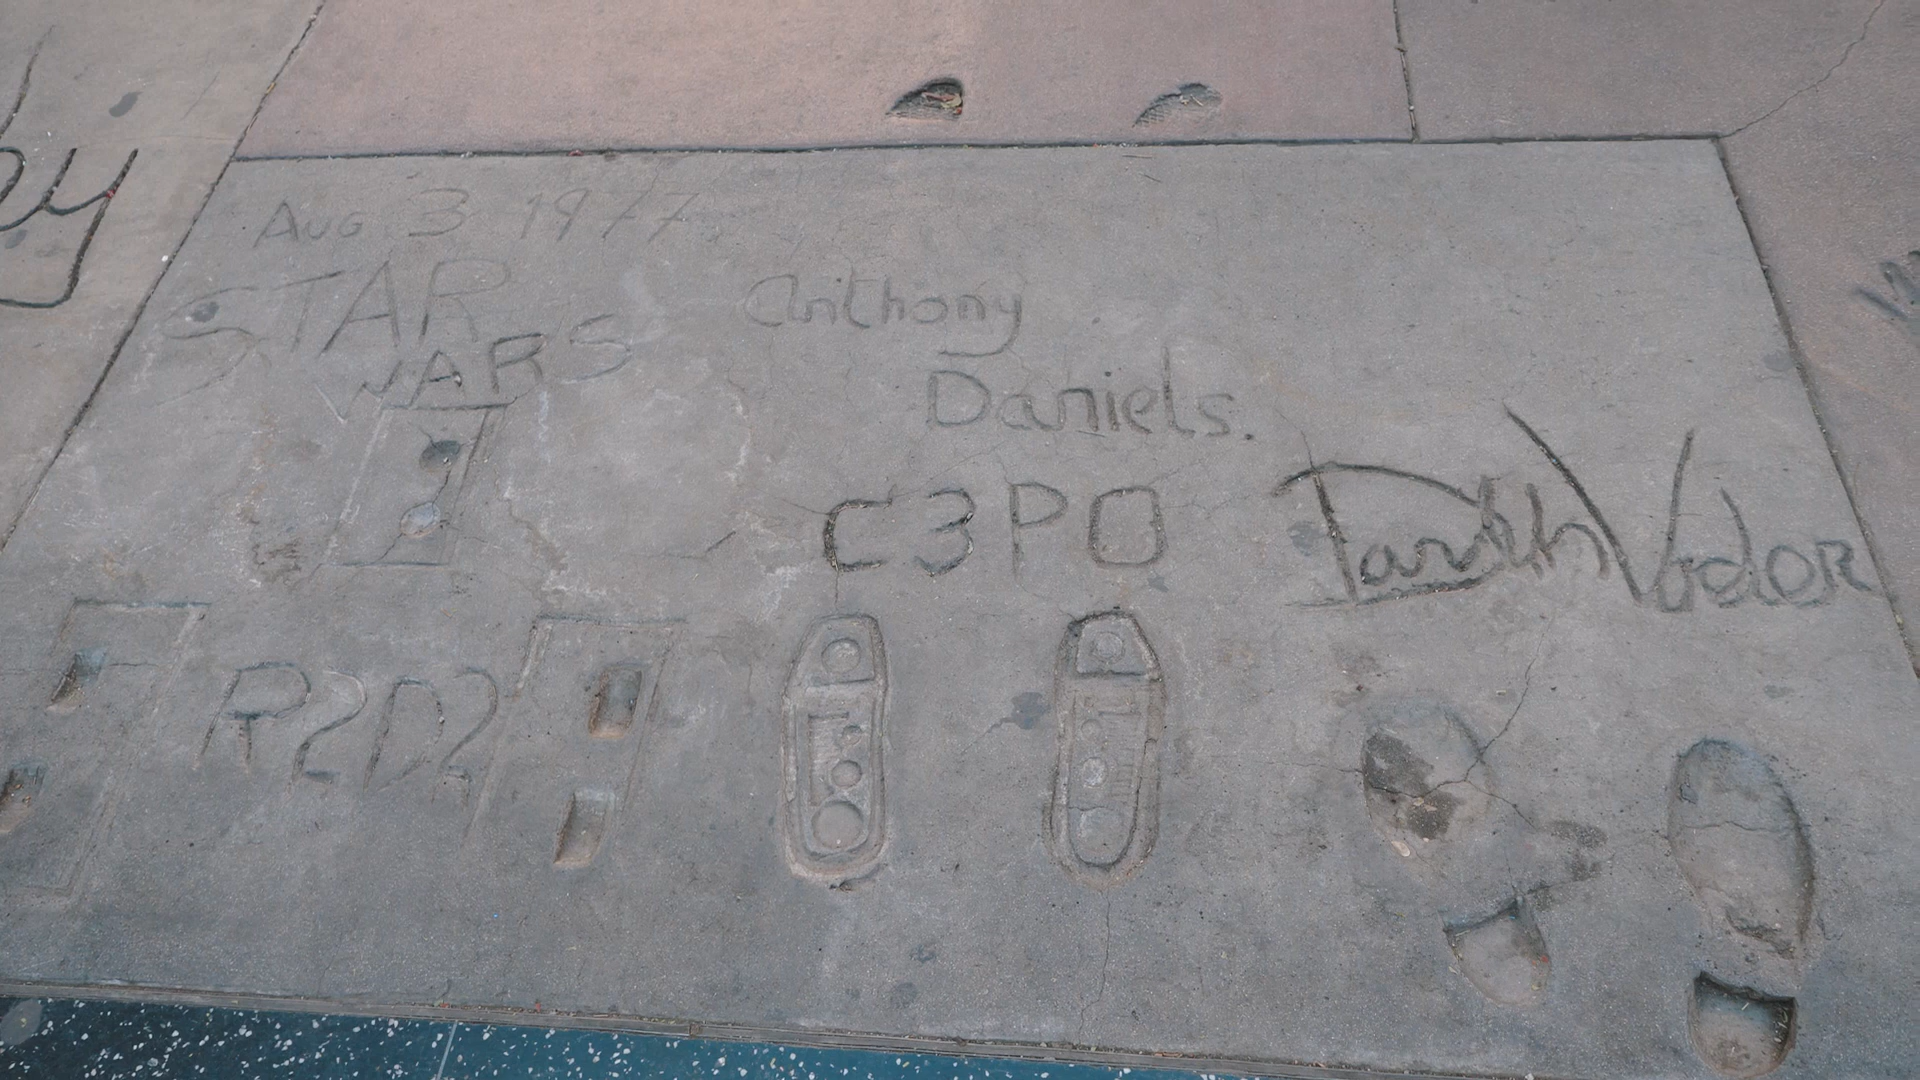 Aug 3 1977
STAR
WARS
Anthony
Daniels.
C3PO
Darth Vader
R2D2